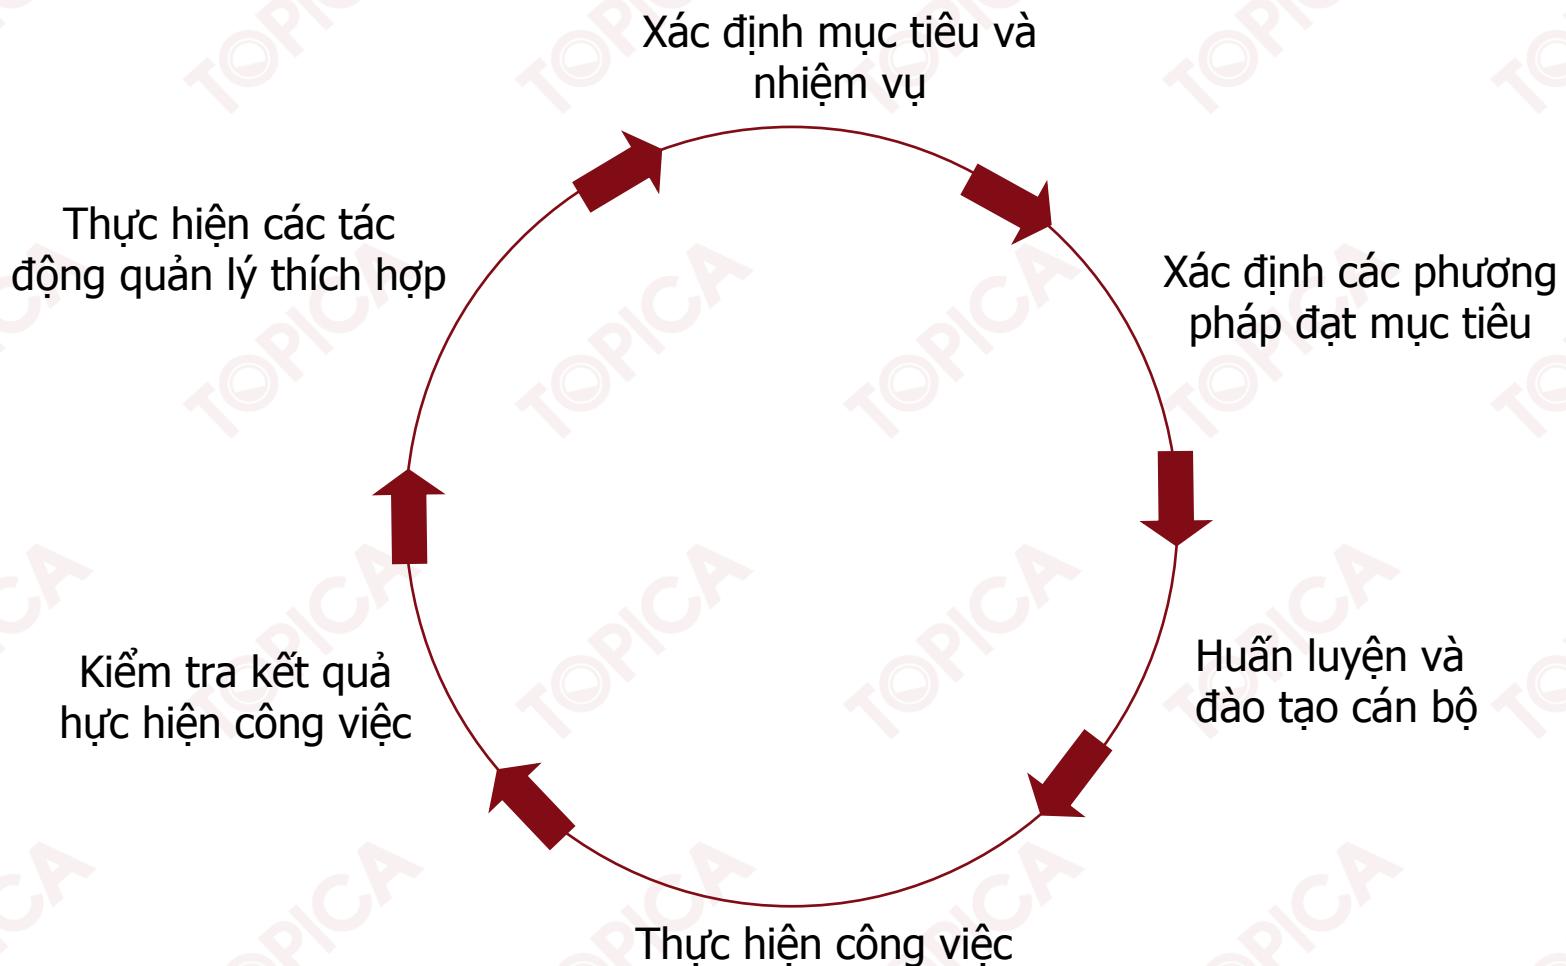 Xác định mục tiêu và
nhiệm vụ
Thực hiện các tác
động quản lý thích hợp
Xác định các phương
pháp đạt mục tiêu
Kiểm tra kết quả
hực hiện công việc
Huấn luyện và
đào tạo cán bộ
Thực hiện công việc
TOPICA